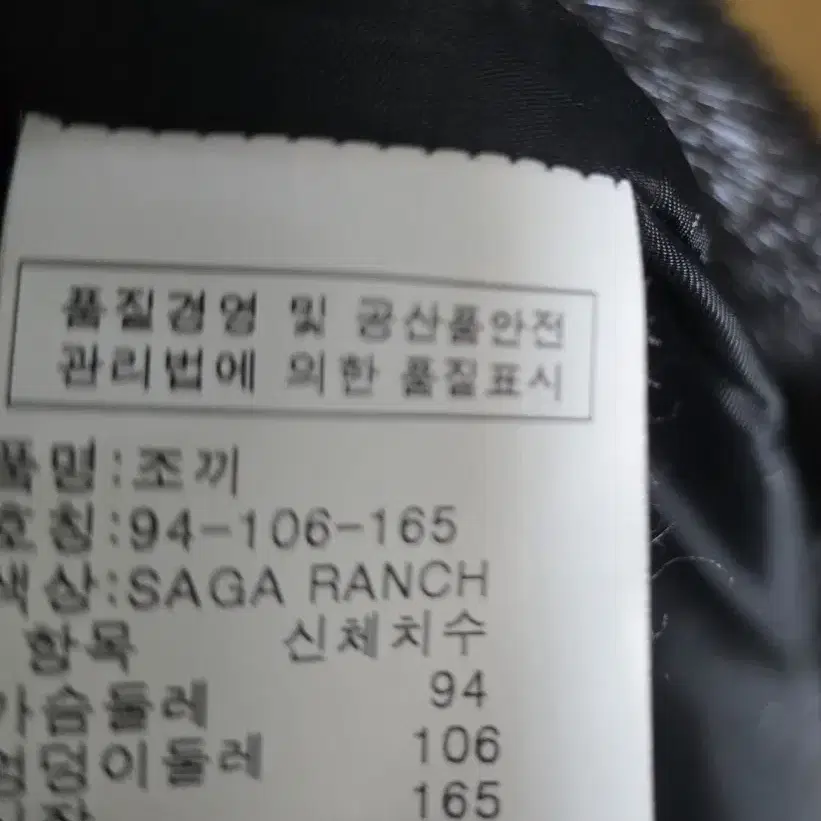 품질경영 및 공산품안전
관리법에 의한 품질표시
품명:조끼
호칭:94-106-165
색상:SAGA RANCH
항목 신체치수
가슴둘레 94
엉덩이둘레 106
165